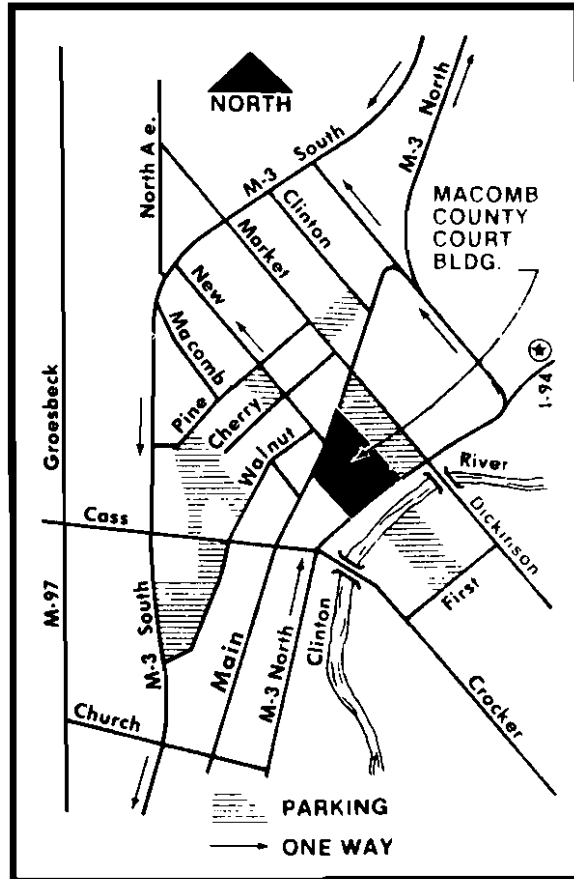 NORTH
North A e.
M-3 South
M-3 North
Clinton
Market
New
MACOMB
COUNTY
COURT
BLDG.
Macomb
Pine
Cherry
Walnut
Groesbeck
I-94
River
Dickinson
Cass
First
M-97
M-3 South
Main
M-3 North
Clinton
Crocker
Church
PARKING
ONE WAY